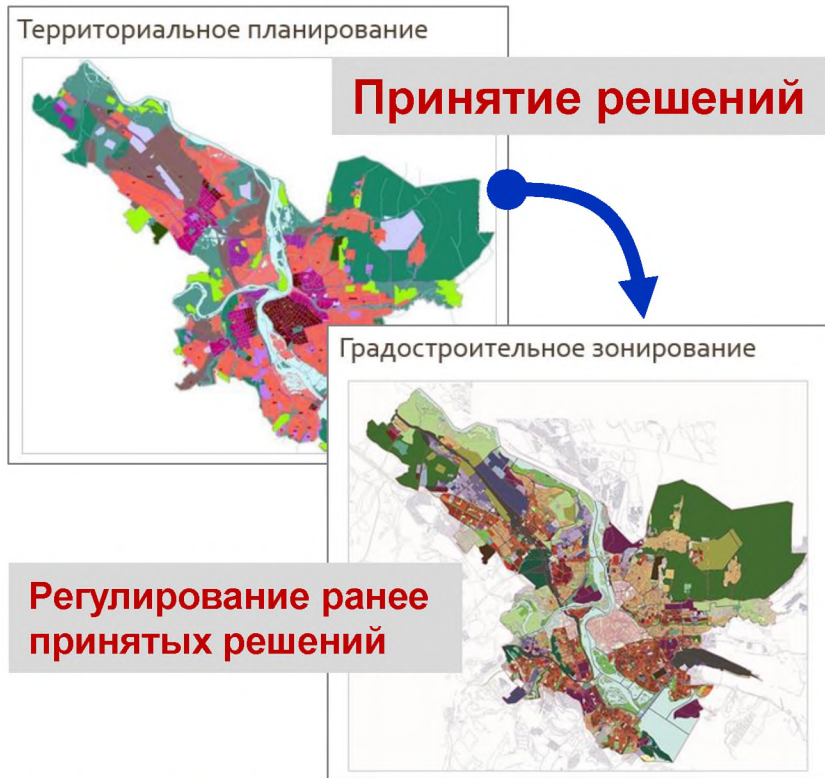 Территориальное планирование
Принятие решений
Градостроительное зонирование
Регулирование ранее
принятых решений